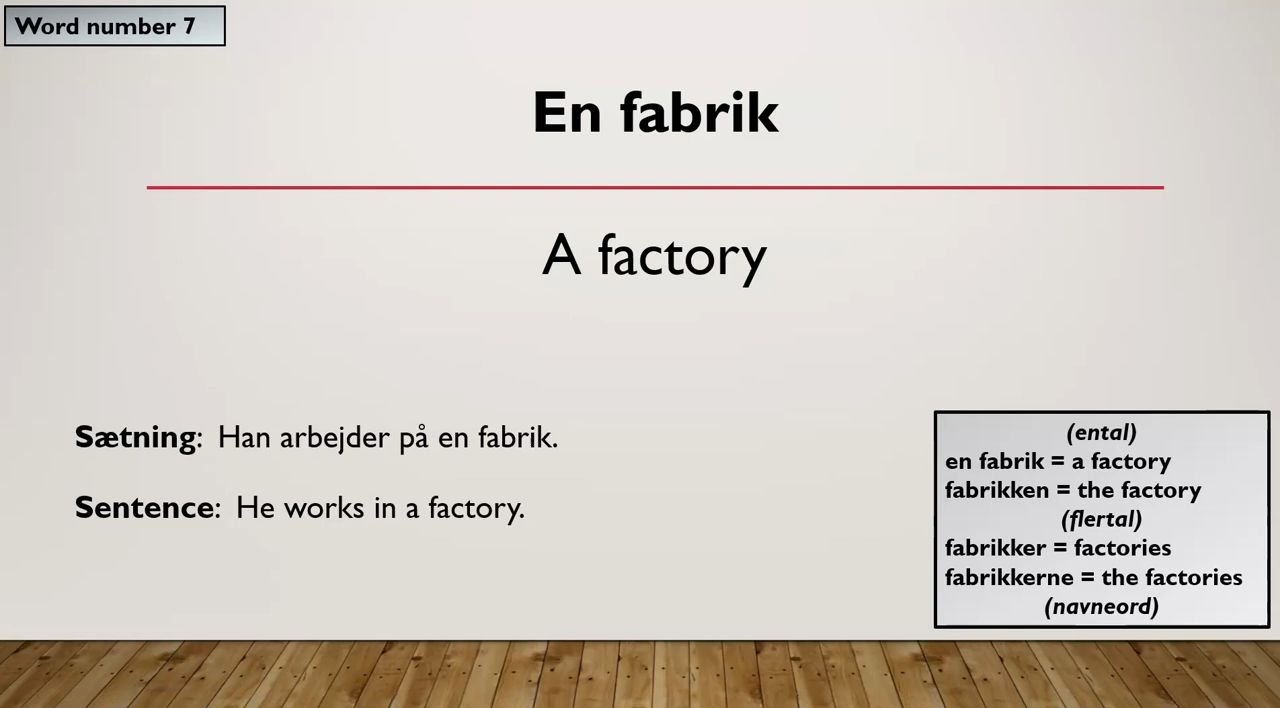 Word number 7
En fabrik
A factory
Sætning: Han arbejder på en fabrik.
Sentence: He works in a factory.
(ental)
en fabrik = a factory
fabrikken = the factory
(flertal)
fabrikker = factories
fabrikkerne = the factories
(navneord)